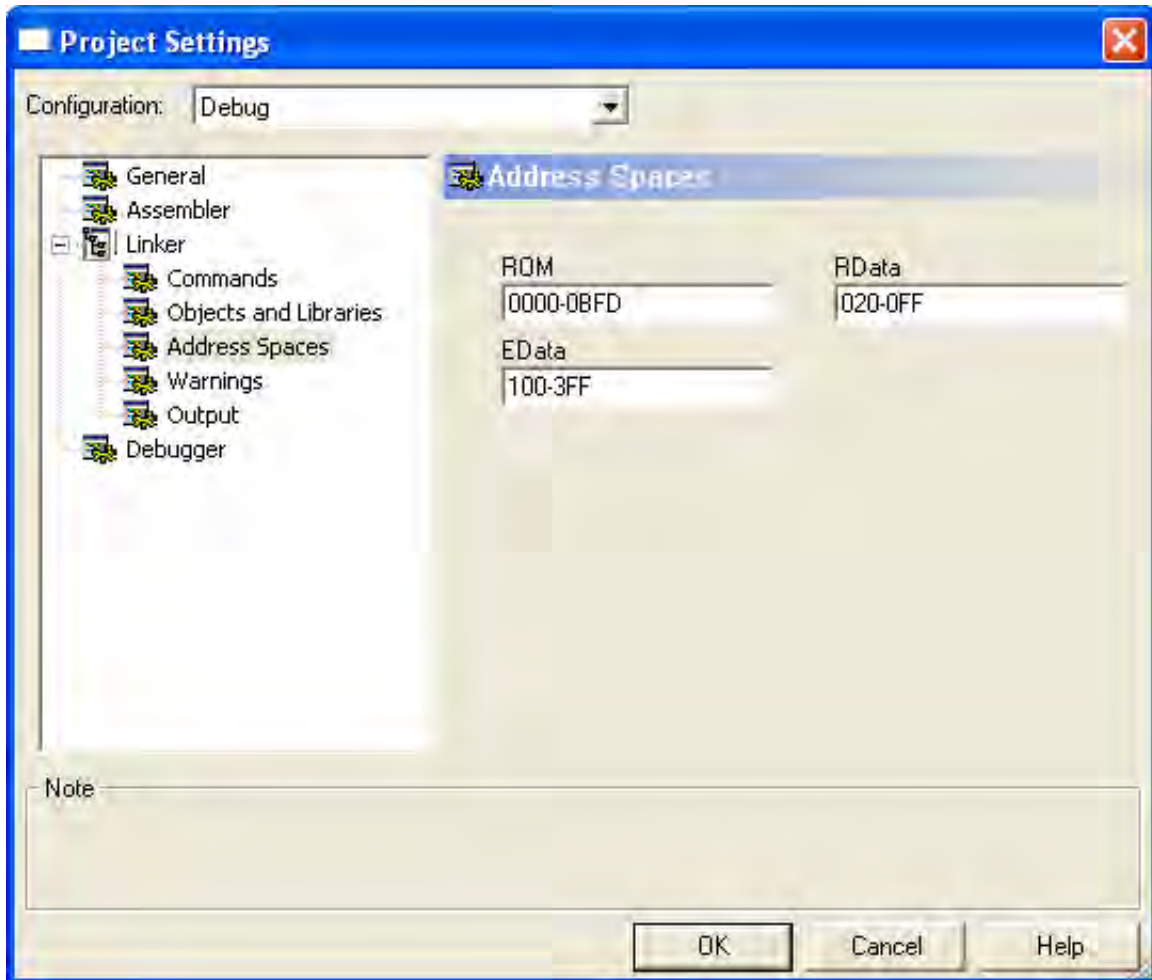 Project Settings
Configuration: Debug
General
Assembler
Linker
Commands
Objects and Libraries
Address Spaces
Warnings
Output
Debugger
Address Spaces
ROM
0000-0BFD
RData
020-0FF
EData
100-3FF
Note
OK
Cancel
Help